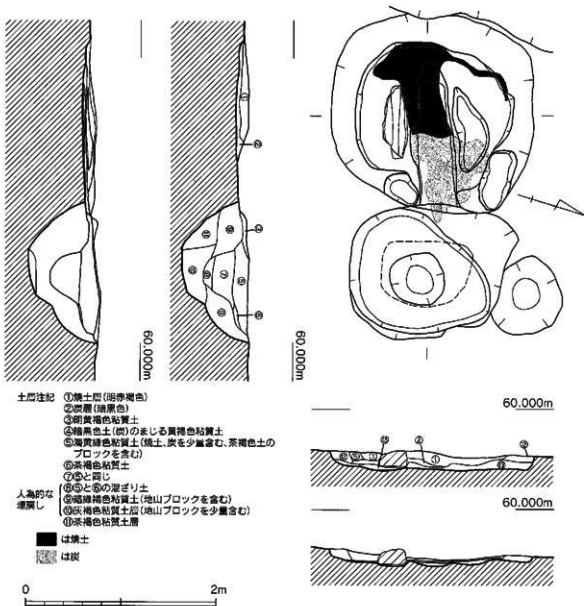 60.000m
60.000m
60.000m
60.000m
土层注記 ①焼土层(明赤褐色)
②炭層(暗黒色)
③明黄褐色粘質土
④暗黒色土(炭)のまじる黄褐色粘質土
⑤濁黄緑色粘質土(焼土、炭を少量含む、茶褐色土の
ブロックを含む)
⑥茶褐色粘質土
⑦⑤と同じ
⑧⑤と⑥の混ざり土
人為的な
埋戻し
⑨暗緑褐色粘質土(地山ブロックを含む)
⑩灰褐色粘質土层(地山ブロックを少量含む)
⑪茶褐色粘質土層
は焼土
は炭
0 2m